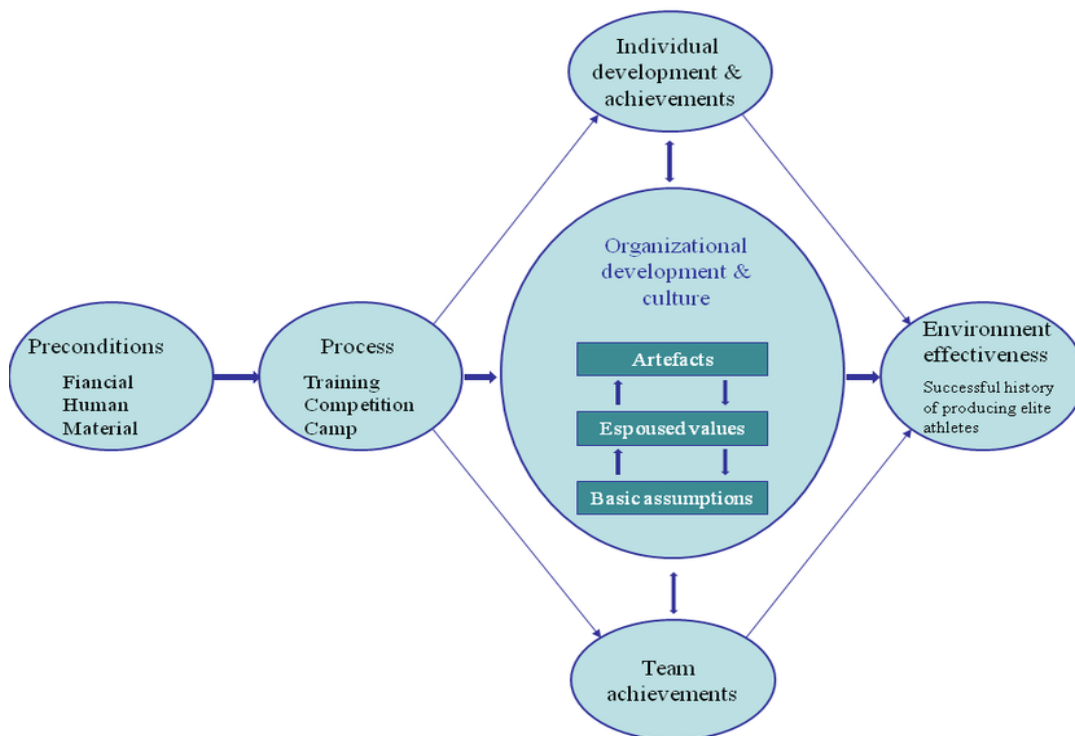 Individual
development &
achievements
Organizational
development &
culture
Preconditions
Fiancial
Human
Material
Process
Training
Competition
Camp
Artefacts
Espoused values
Basic assumptions
Environment
effectiveness
Successful history
of producing elite
athletes
Team
achievements